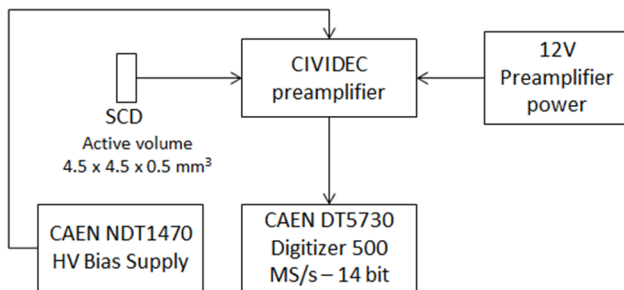 CIVIDEC
preamplifier
12V
Preamplifier
power
SCD
Active volume
4.5 x 4.5 x 0.5 mm³
CAEN NDT1470
HV Bias Supply
CAEN DT5730
Digitizer 500
MS/s – 14 bit